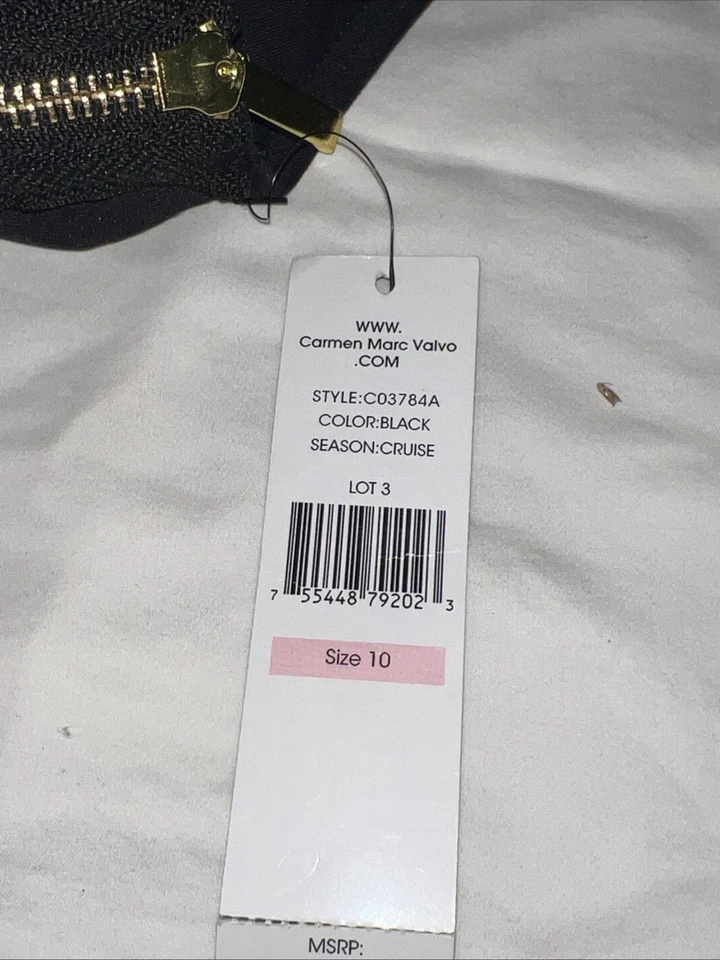 WWW.
Carmen Marc Valvo
.COM
STYLE:C03784A
COLOR:BLACK
SEASON:CRUISE
LOT 3
7 55448 79202 3
Size 10
MSRP: